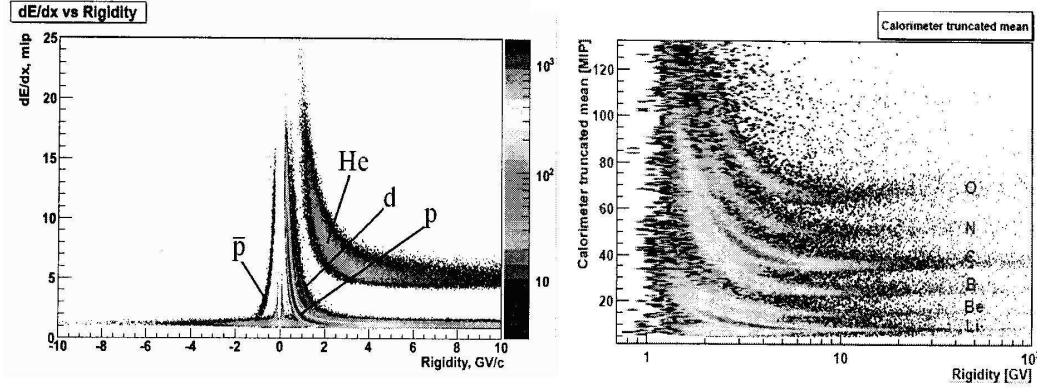 dE/dx vs Rigidity
dE/dx, mip
25
20
15
10
5
0
-10 -8 -6 -4 -2 0 2 4 6 8 10
Rigidity, GV/c
He
d
p
p̅
10³
10²
10
Calorimeter truncated mean
Calorimeter truncated mean [MIP]
120
100
80
60
40
20
1 10 10²
Rigidity [GV]
O
N
C
B
Be
Li